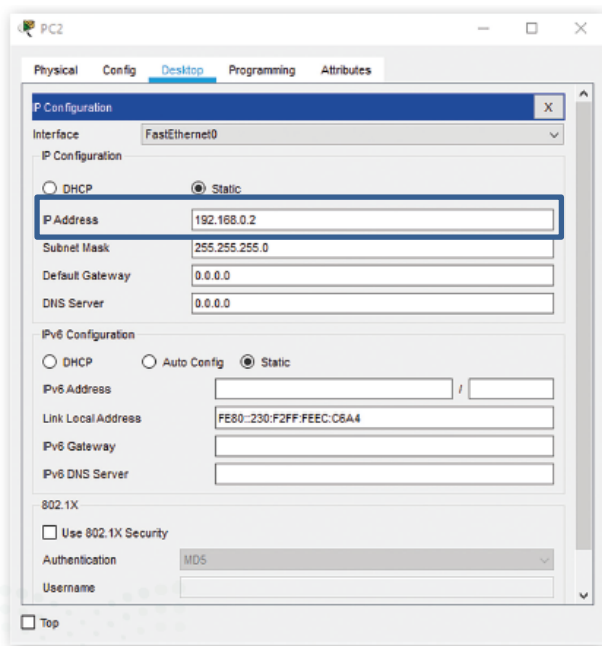 PC2
Physical Config Desktop Programming Attributes
IP Configuration X
Interface FastEthernet0
IP Configuration
DHCP Static
IP Address 192.168.0.2
Subnet Mask 255.255.255.0
Default Gateway 0.0.0.0
DNS Server 0.0.0.0
IPv6 Configuration
DHCP Auto Config Static
IPv6 Address /
Link Local Address FE80::230:F2FF:FEEC:C6A4
IPv6 Gateway
IPv6 DNS Server
802.1X
Use 802.1X Security
Authentication MD5
Username
Top